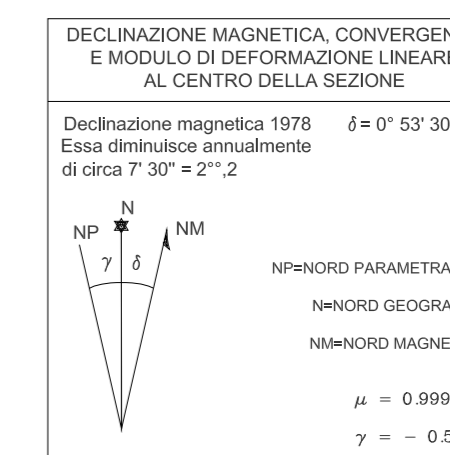 DECLINAZIONE MAGNETICA, CONVERGEN
E MODULO DI DEFORMAZIONE LINEARE
AL CENTRO DELLA SEZIONE
Declinazione magnetica 1978 δ = 0° 53' 30
Essa diminuisce annualmente
di circa 7' 30" = 2°°,2
N
NP NM
γ δ
NP=NORD PARAMETRA
N=NORD GEOGRA
NM=NORD MAGNE
μ = 0.999
γ = − 0.5